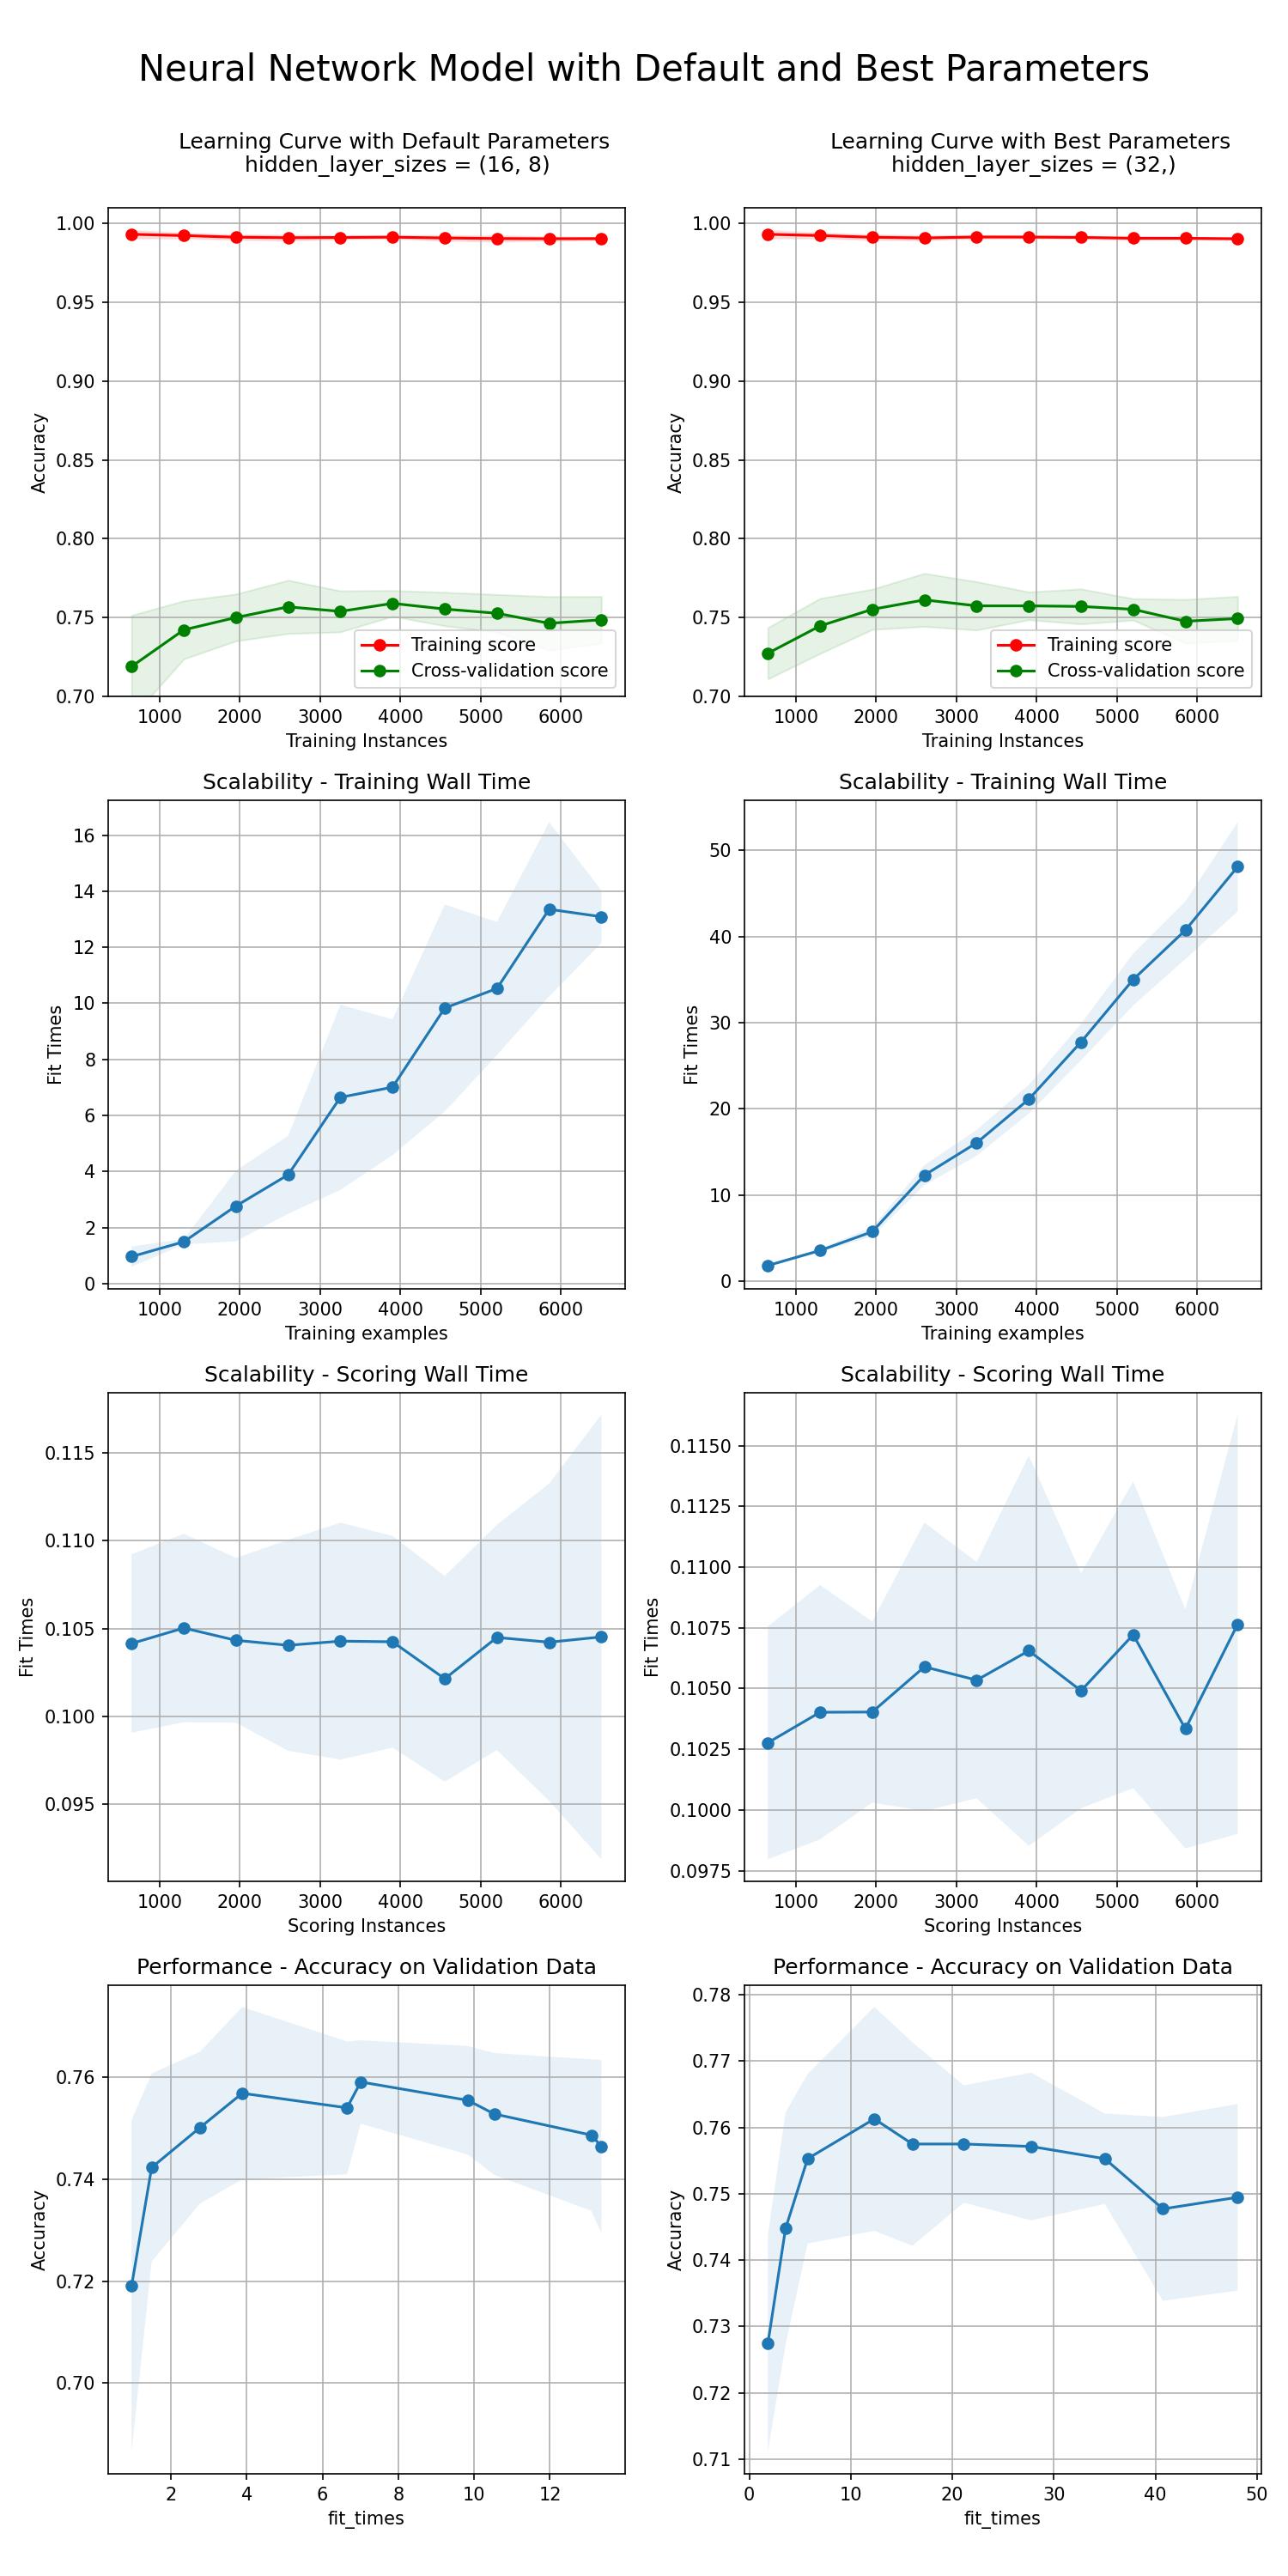 Neural Network Model with Default and Best Parameters
Learning Curve with Default Parameters
hidden_layer_sizes = (16, 8)
1.00
0.95
0.90
0.85
0.80
0.75
0.70
Accuracy
Training score
Cross-validation score
1000 2000 3000 4000 5000 6000
Training Instances
Learning Curve with Best Parameters
hidden_layer_sizes = (32,)
1.00
0.95
0.90
0.85
0.80
0.75
0.70
Accuracy
Training score
Cross-validation score
1000 2000 3000 4000 5000 6000
Training Instances
Scalability - Training Wall Time
16
14
12
10
8
6
4
2
0
Fit Times
1000 2000 3000 4000 5000 6000
Training examples
Scalability - Training Wall Time
50
40
30
20
10
0
Fit Times
1000 2000 3000 4000 5000 6000
Training examples
Scalability - Scoring Wall Time
0.115
0.110
0.105
0.100
0.095
Fit Times
1000 2000 3000 4000 5000 6000
Scoring Instances
Scalability - Scoring Wall Time
0.1150
0.1125
0.1100
0.1075
0.1050
0.1025
0.1000
0.0975
Fit Times
1000 2000 3000 4000 5000 6000
Scoring Instances
Performance - Accuracy on Validation Data
0.76
0.74
0.72
0.70
Accuracy
2 4 6 8 10 12
fit_times
Performance - Accuracy on Validation Data
0.78
0.77
0.76
0.75
0.74
0.73
0.72
0.71
Accuracy
0 10 20 30 40 50
fit_times